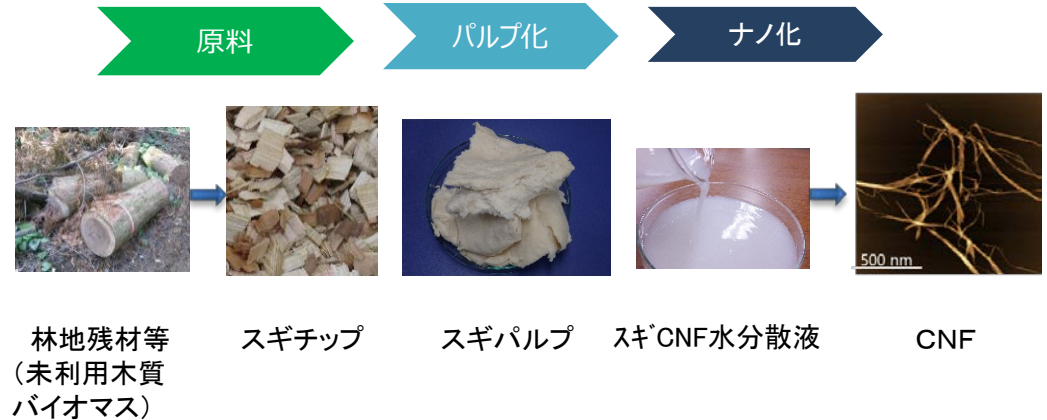 原料
パルプ化
ナノ化
500 nm
林地残材等
（未利用木質
バイオマス）
スギチップ
スギパルプ
ｽｷﾞCNF水分散液
ＣＮＦ